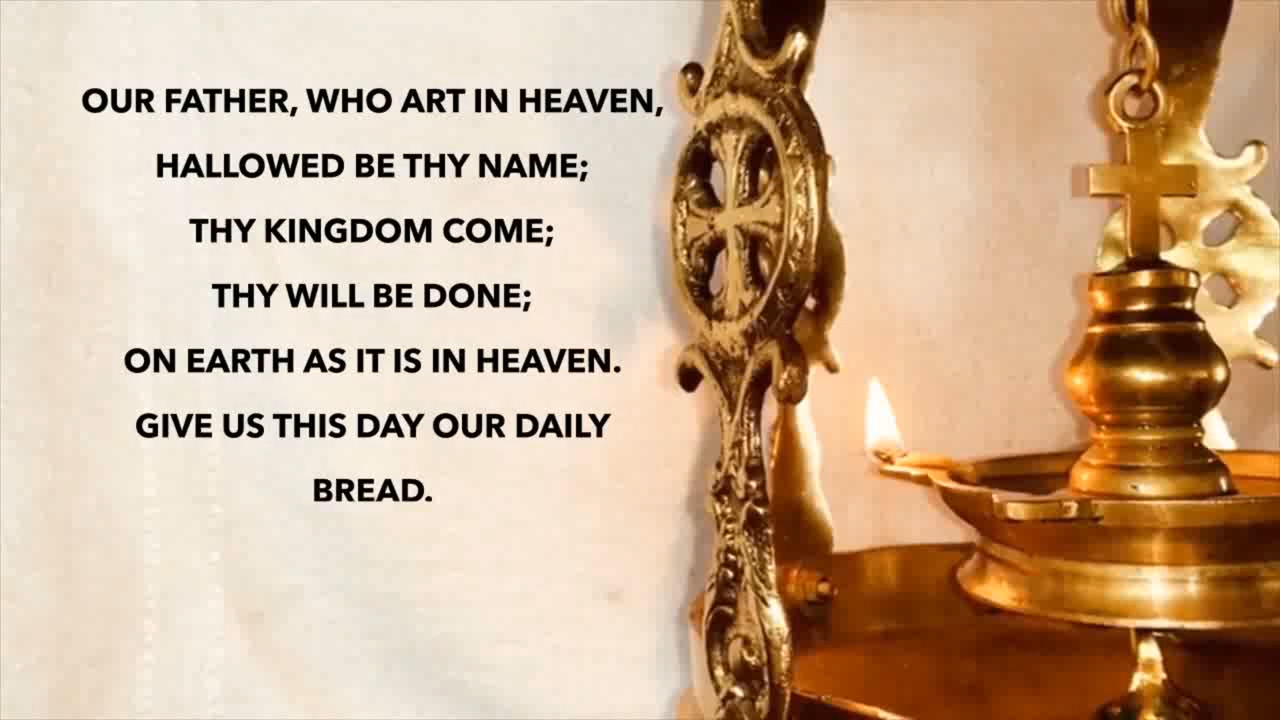 OUR FATHER, WHO ART IN HEAVEN,
HALLOWED BE THY NAME;
THY KINGDOM COME;
THY WILL BE DONE;
ON EARTH AS IT IS IN HEAVEN.
GIVE US THIS DAY OUR DAILY
BREAD.